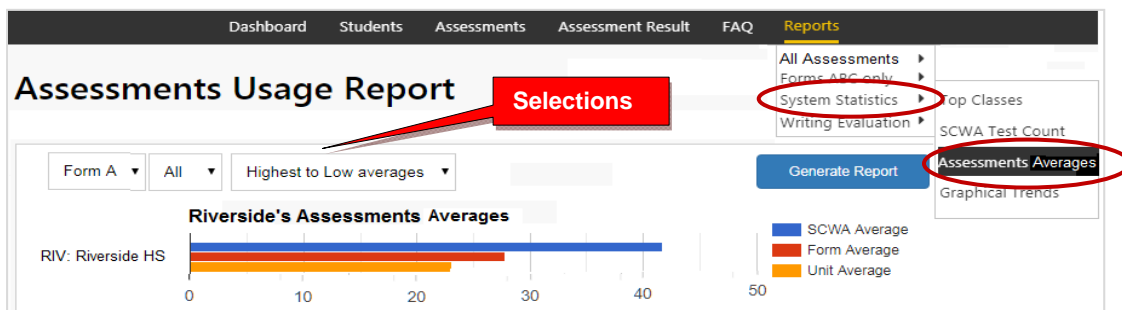 Dashboard Students Assessments Assessment Result FAQ Reports
All Assessments
Forms ABC only
System Statistics
Writing Evaluation
Top Classes
SCWA Test Count
Assessments Averages
Graphical Trends
Assessments Usage Report
Selections
Form A All Highest to Low averages Generate Report
Riverside's Assessments Averages
SCWA Average
Form Average
Unit Average
RIV: Riverside HS
0 10 20 30 40 50